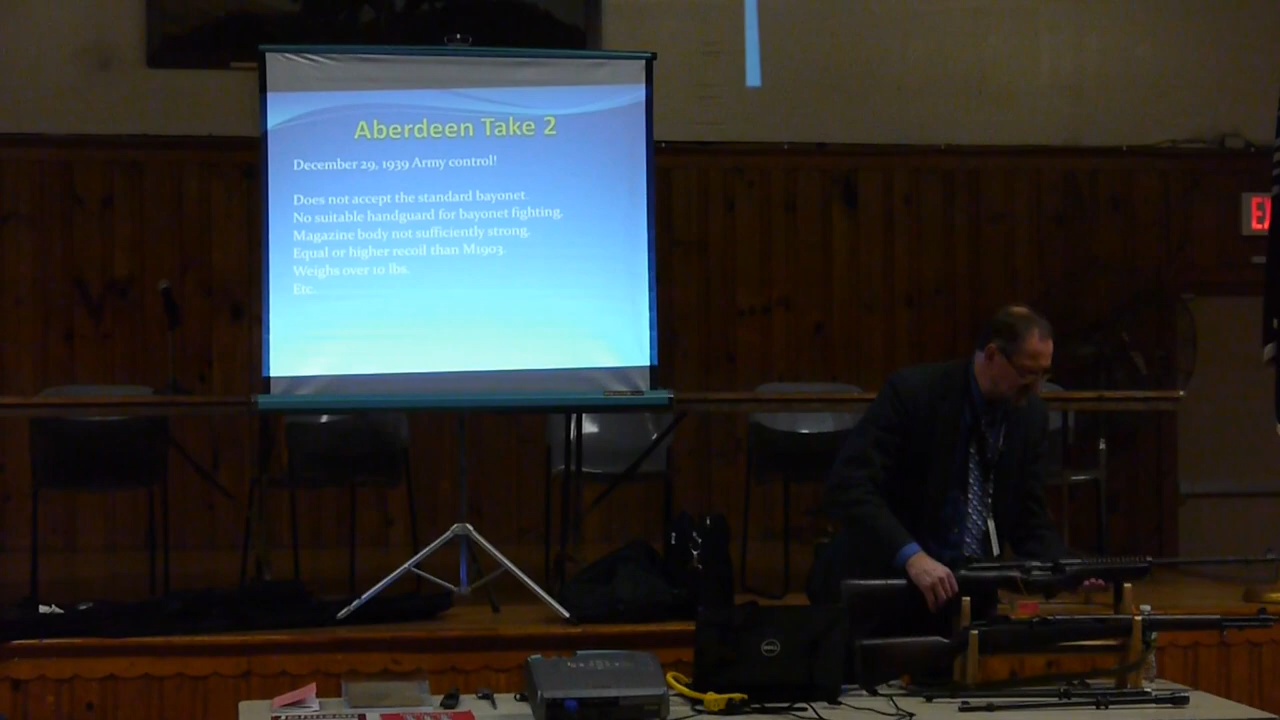 Aberdeen Take 2
December 29, 1939 Army control!
Does not accept the standard bayonet.
No suitable handguard for bayonet fighting.
Magazine body not sufficiently strong.
Equal or higher recoil than M1903.
Weighs over 10 lbs.
Etc.
DELL